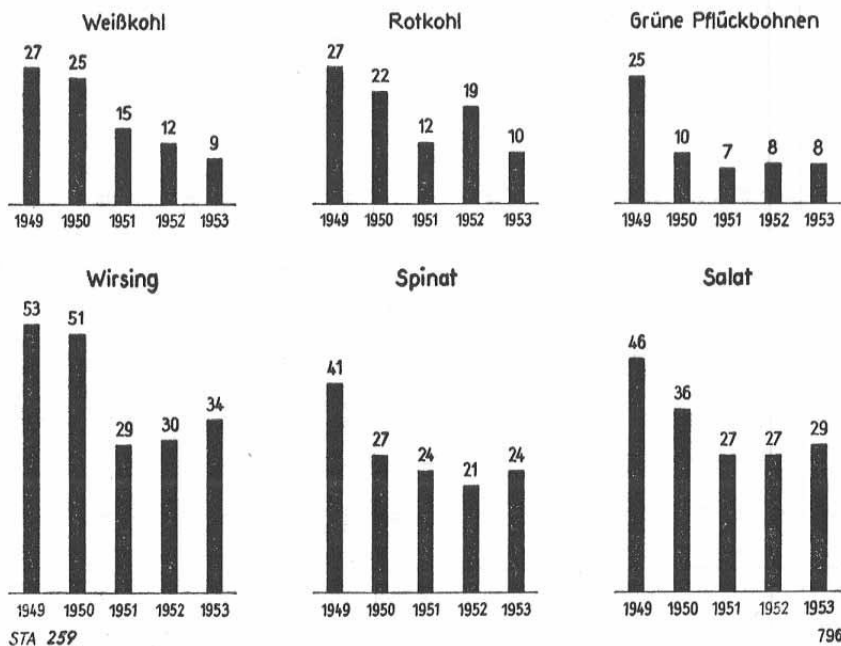 Weißkohl
27 25 15 12 9
1949 1950 1951 1952 1953
Rotkohl
27 22 12 19 10
1949 1950 1951 1952 1953
Grüne Pflückbohnen
25 10 7 8 8
1949 1950 1951 1952 1953
Wirsing
53 51 29 30 34
1949 1950 1951 1952 1953
Spinat
41 27 24 21 24
1949 1950 1951 1952 1953
Salat
46 36 27 27 29
1949 1950 1951 1952 1953
STA 259
796